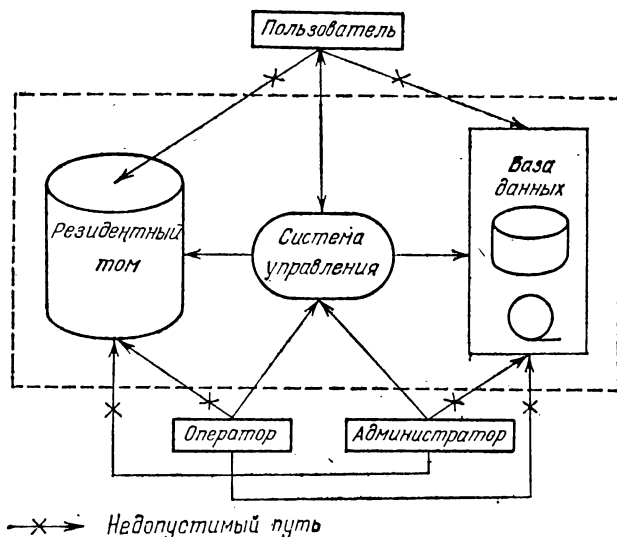 Пользователь
База
данных
Резидентный
том
Система
управления
Оператор
Администратор
Недопустимый путь